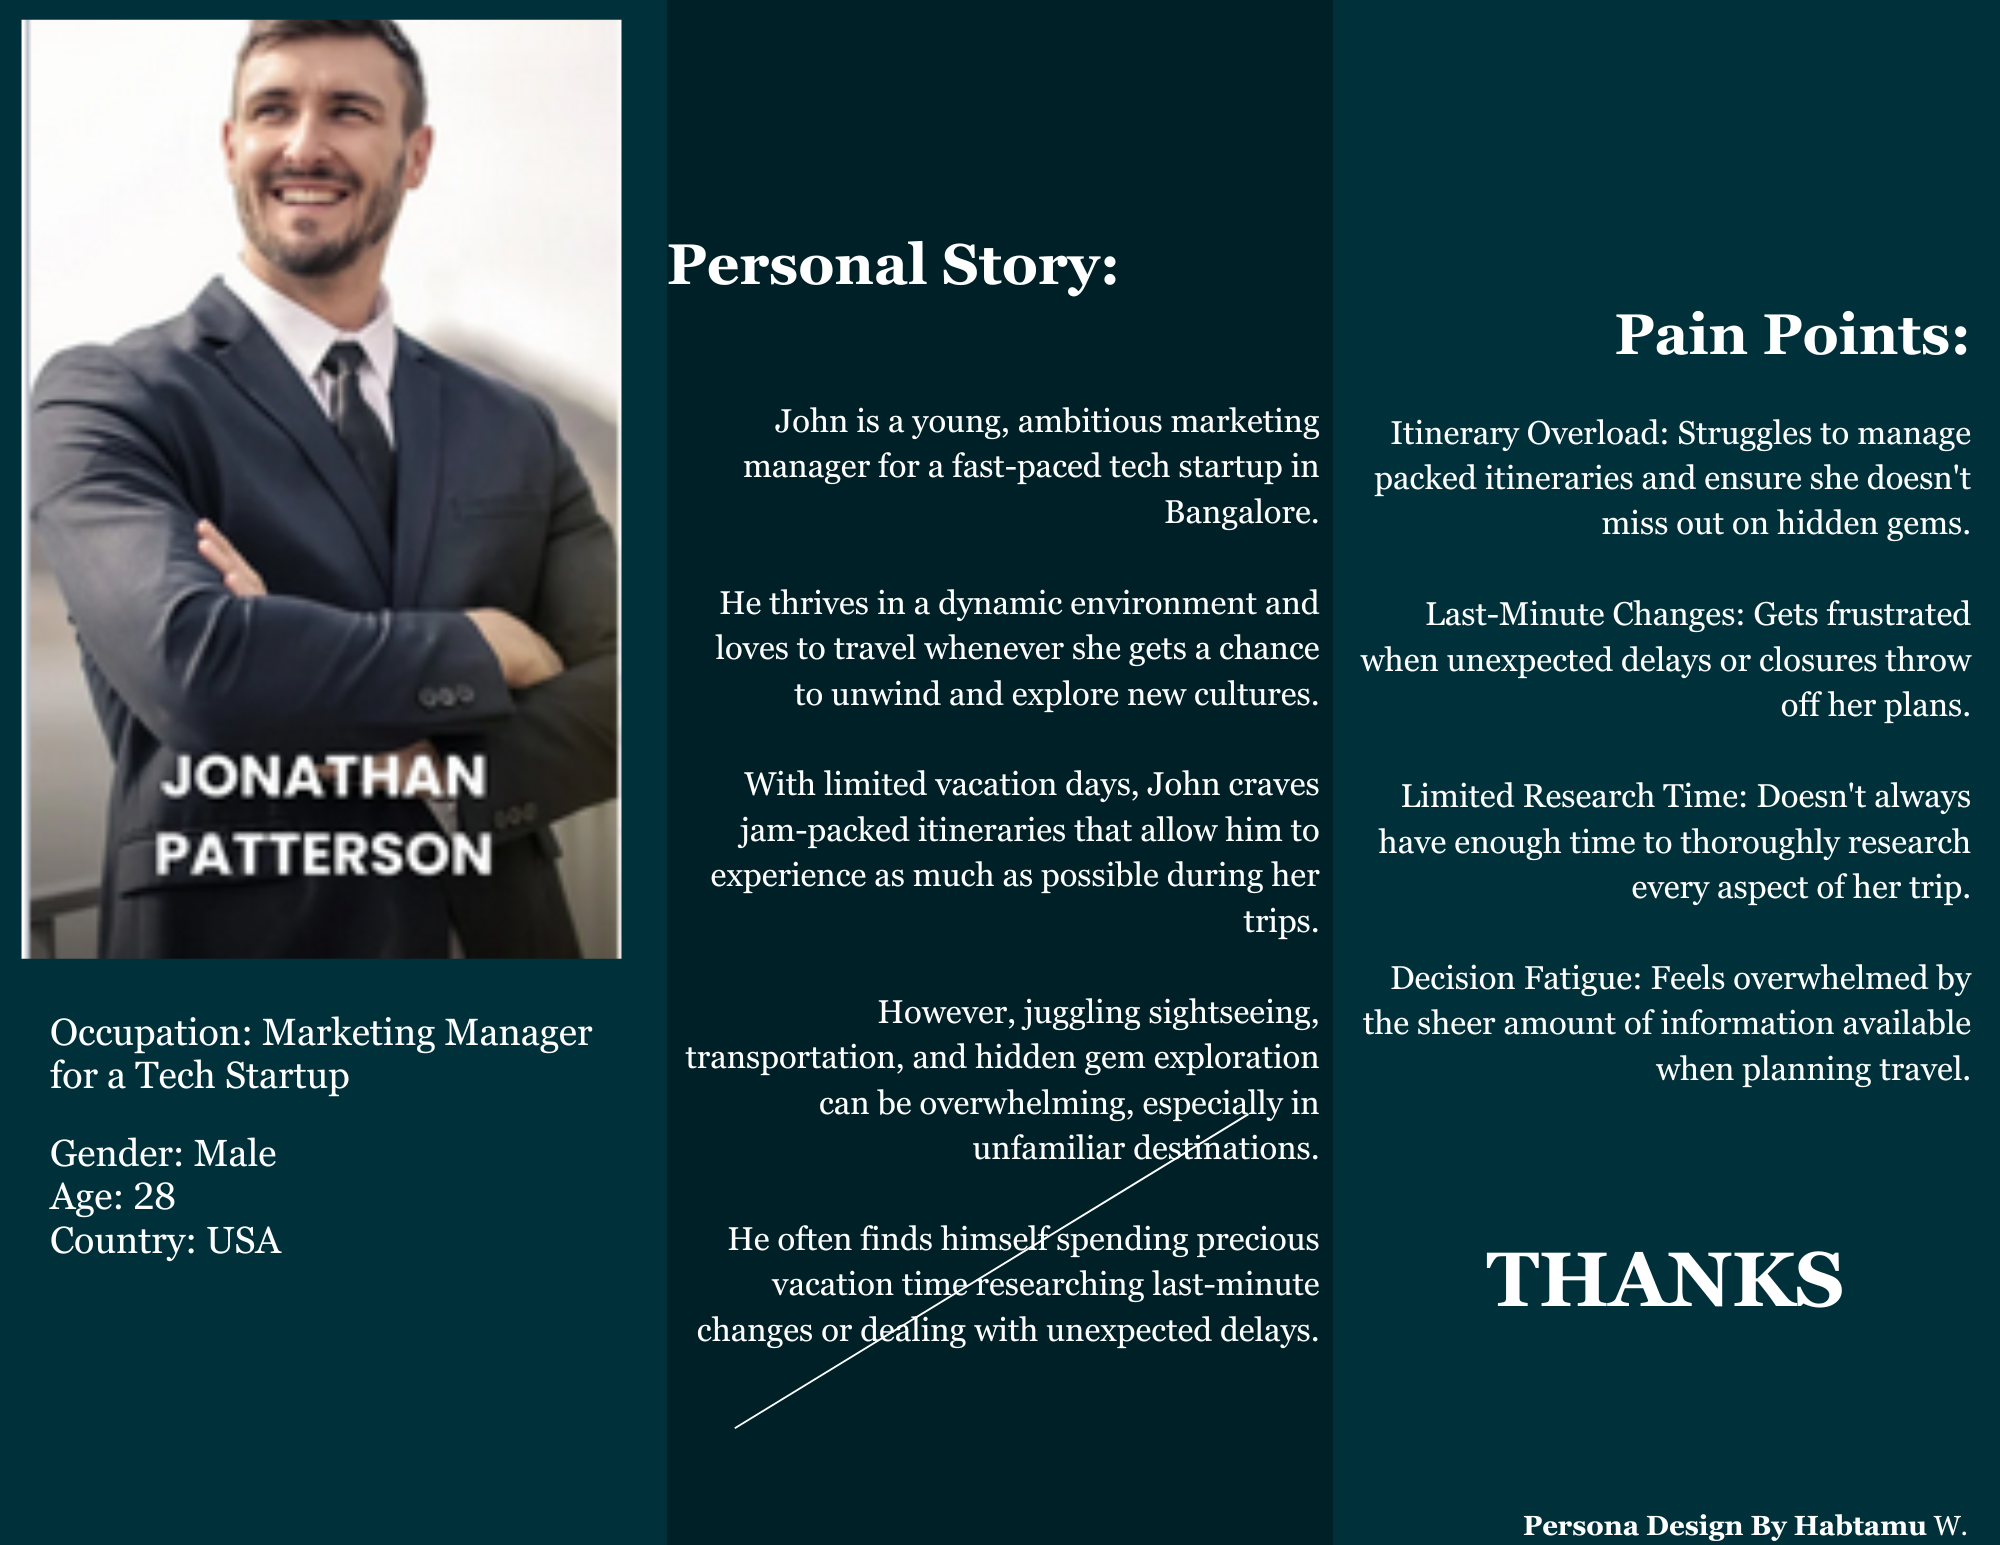 JONATHAN
PATTERSON
Occupation: Marketing Manager
for a Tech Startup
Gender: Male
Age: 28
Country: USA
Personal Story:
John is a young, ambitious marketing
manager for a fast-paced tech startup in
Bangalore.
He thrives in a dynamic environment and
loves to travel whenever she gets a chance
to unwind and explore new cultures.
With limited vacation days, John craves
jam-packed itineraries that allow him to
experience as much as possible during her
trips.
However, juggling sightseeing,
transportation, and hidden gem exploration
can be overwhelming, especially in
unfamiliar destinations.
He often finds himself spending precious
vacation time researching last-minute
changes or dealing with unexpected delays.
Pain Points:
Itinerary Overload: Struggles to manage
packed itineraries and ensure she doesn't
miss out on hidden gems.
Last-Minute Changes: Gets frustrated
when unexpected delays or closures throw
off her plans.
Limited Research Time: Doesn't always
have enough time to thoroughly research
every aspect of her trip.
Decision Fatigue: Feels overwhelmed by
the sheer amount of information available
when planning travel.
THANKS
Persona Design By Habtamu W.